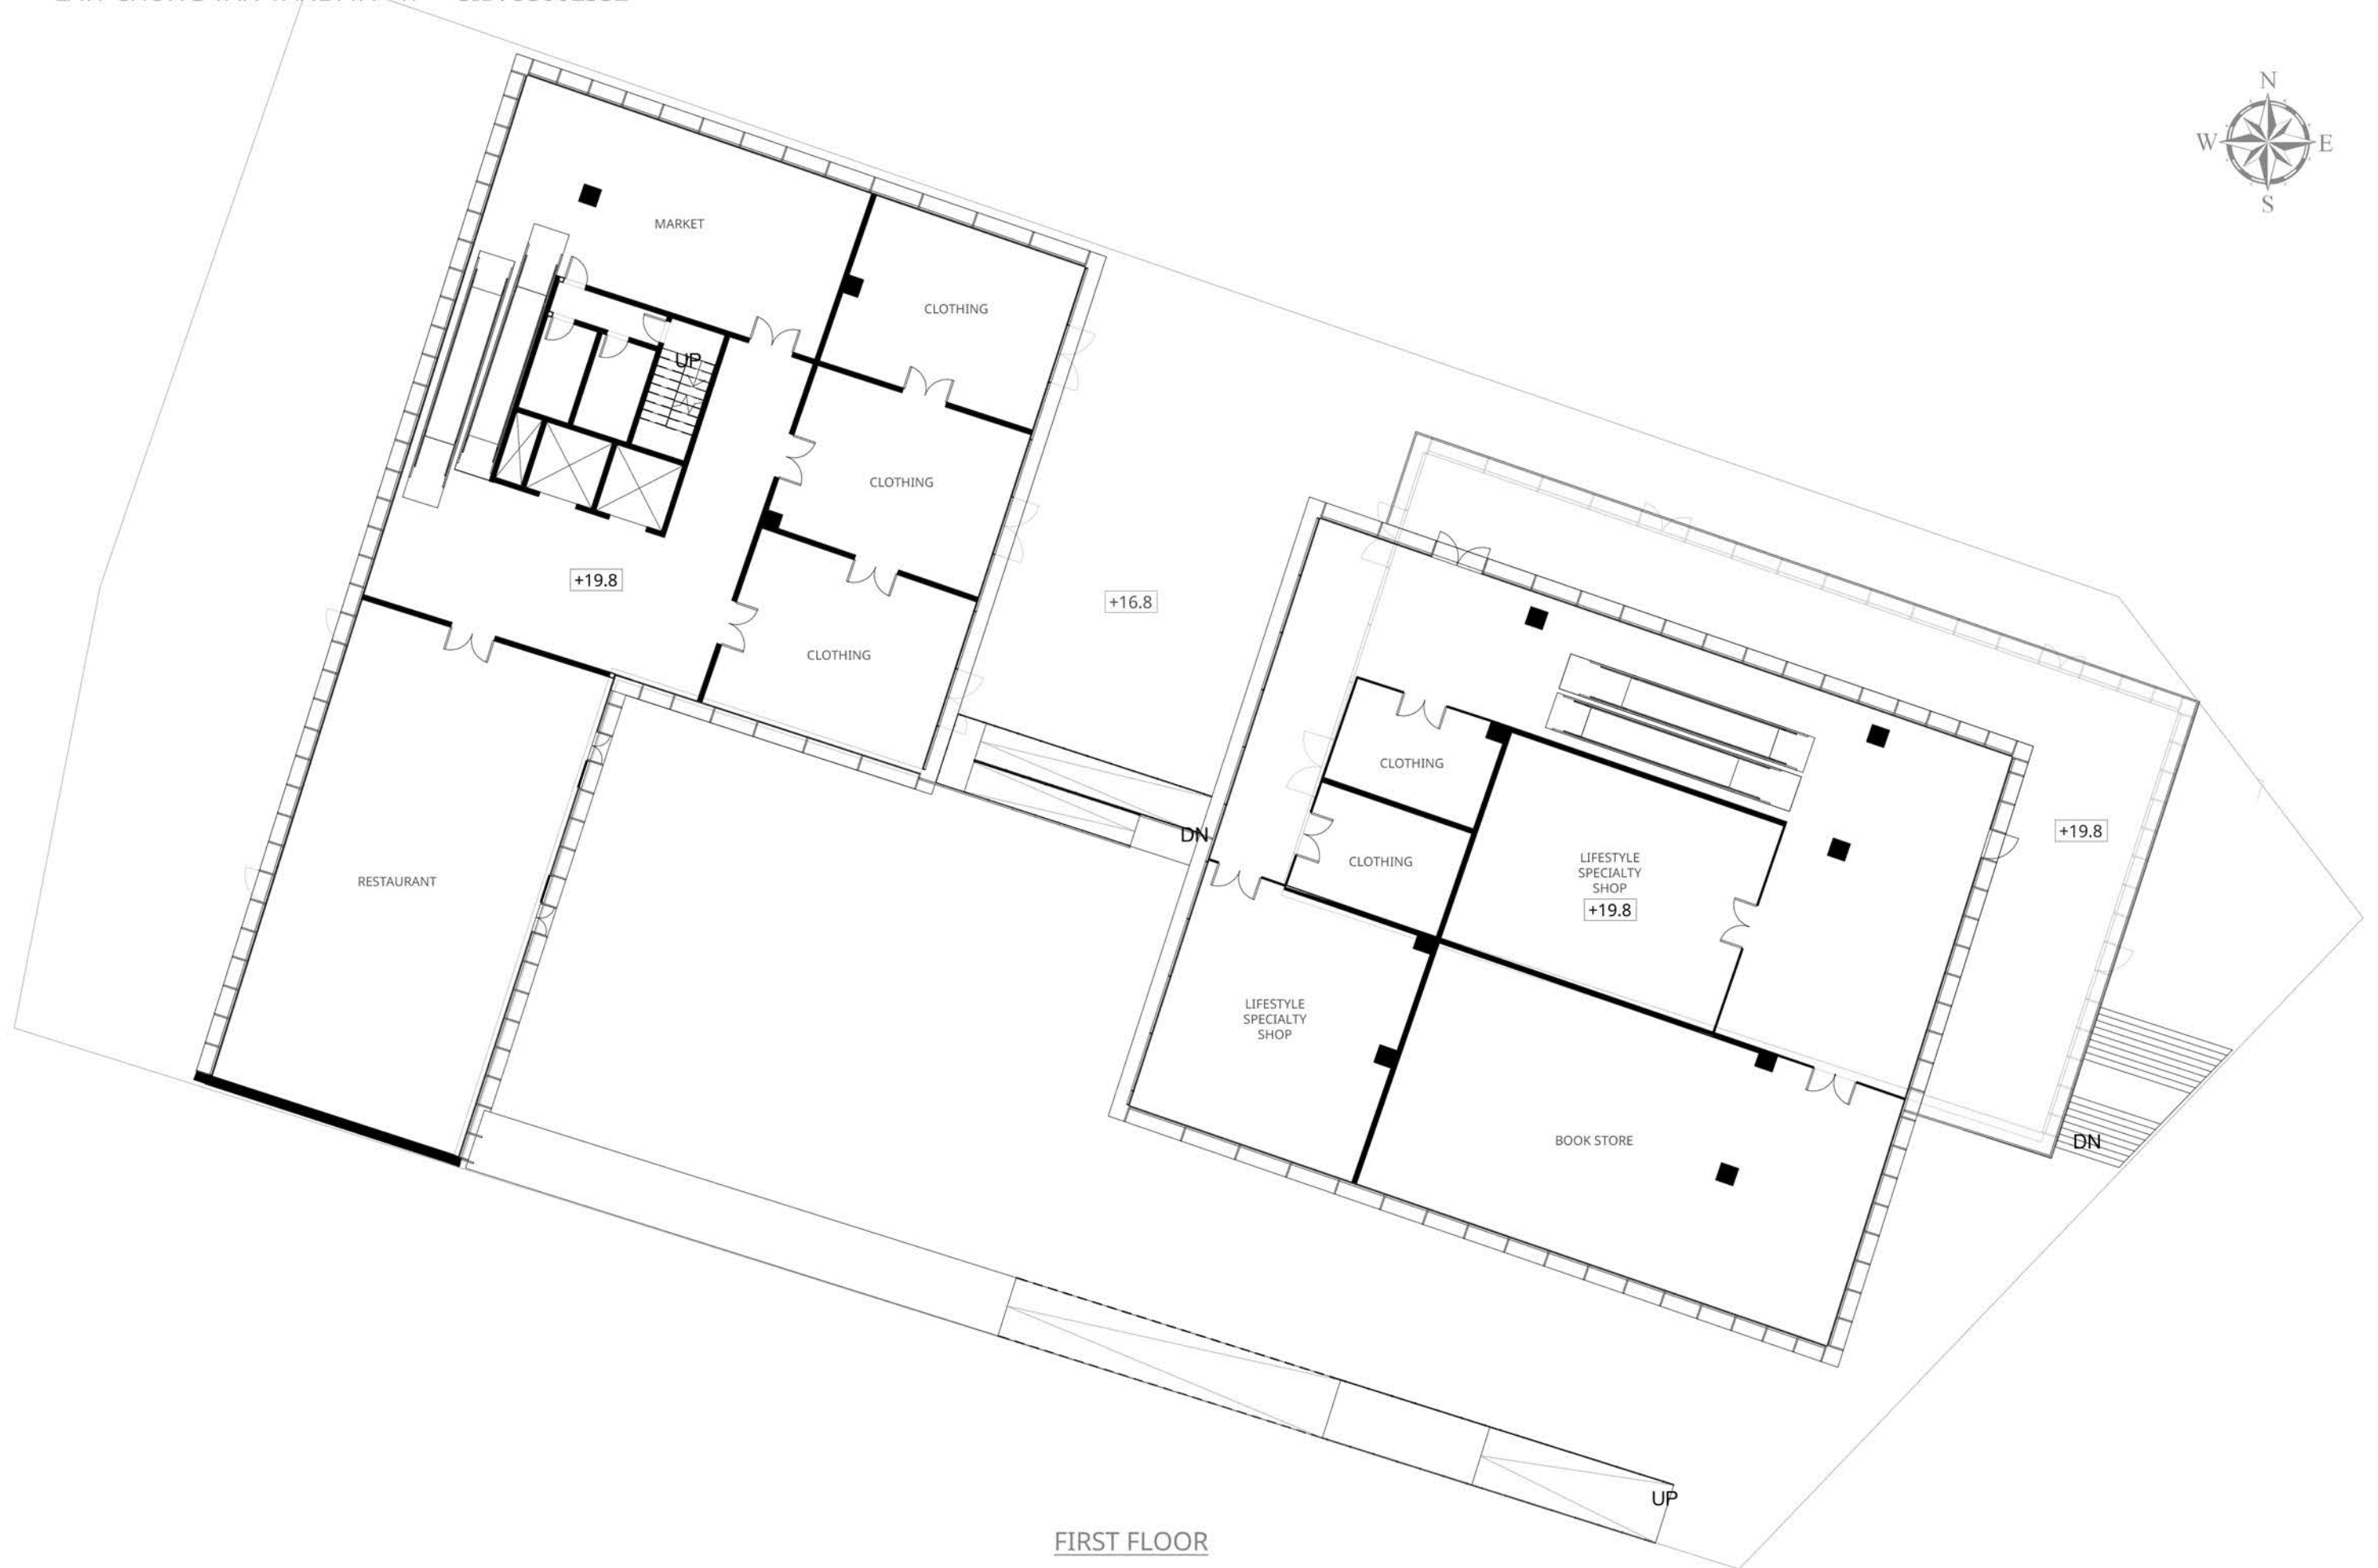 N
W E
S
MARKET
CLOTHING
UP
CLOTHING
+19.8
+16.8
CLOTHING
CLOTHING
+19.8
DN
CLOTHING
LIFESTYLE
SPECIALTY
SHOP
+19.8
RESTAURANT
LIFESTYLE
SPECIALTY
SHOP
BOOK STORE
DN
UP
FIRST FLOOR